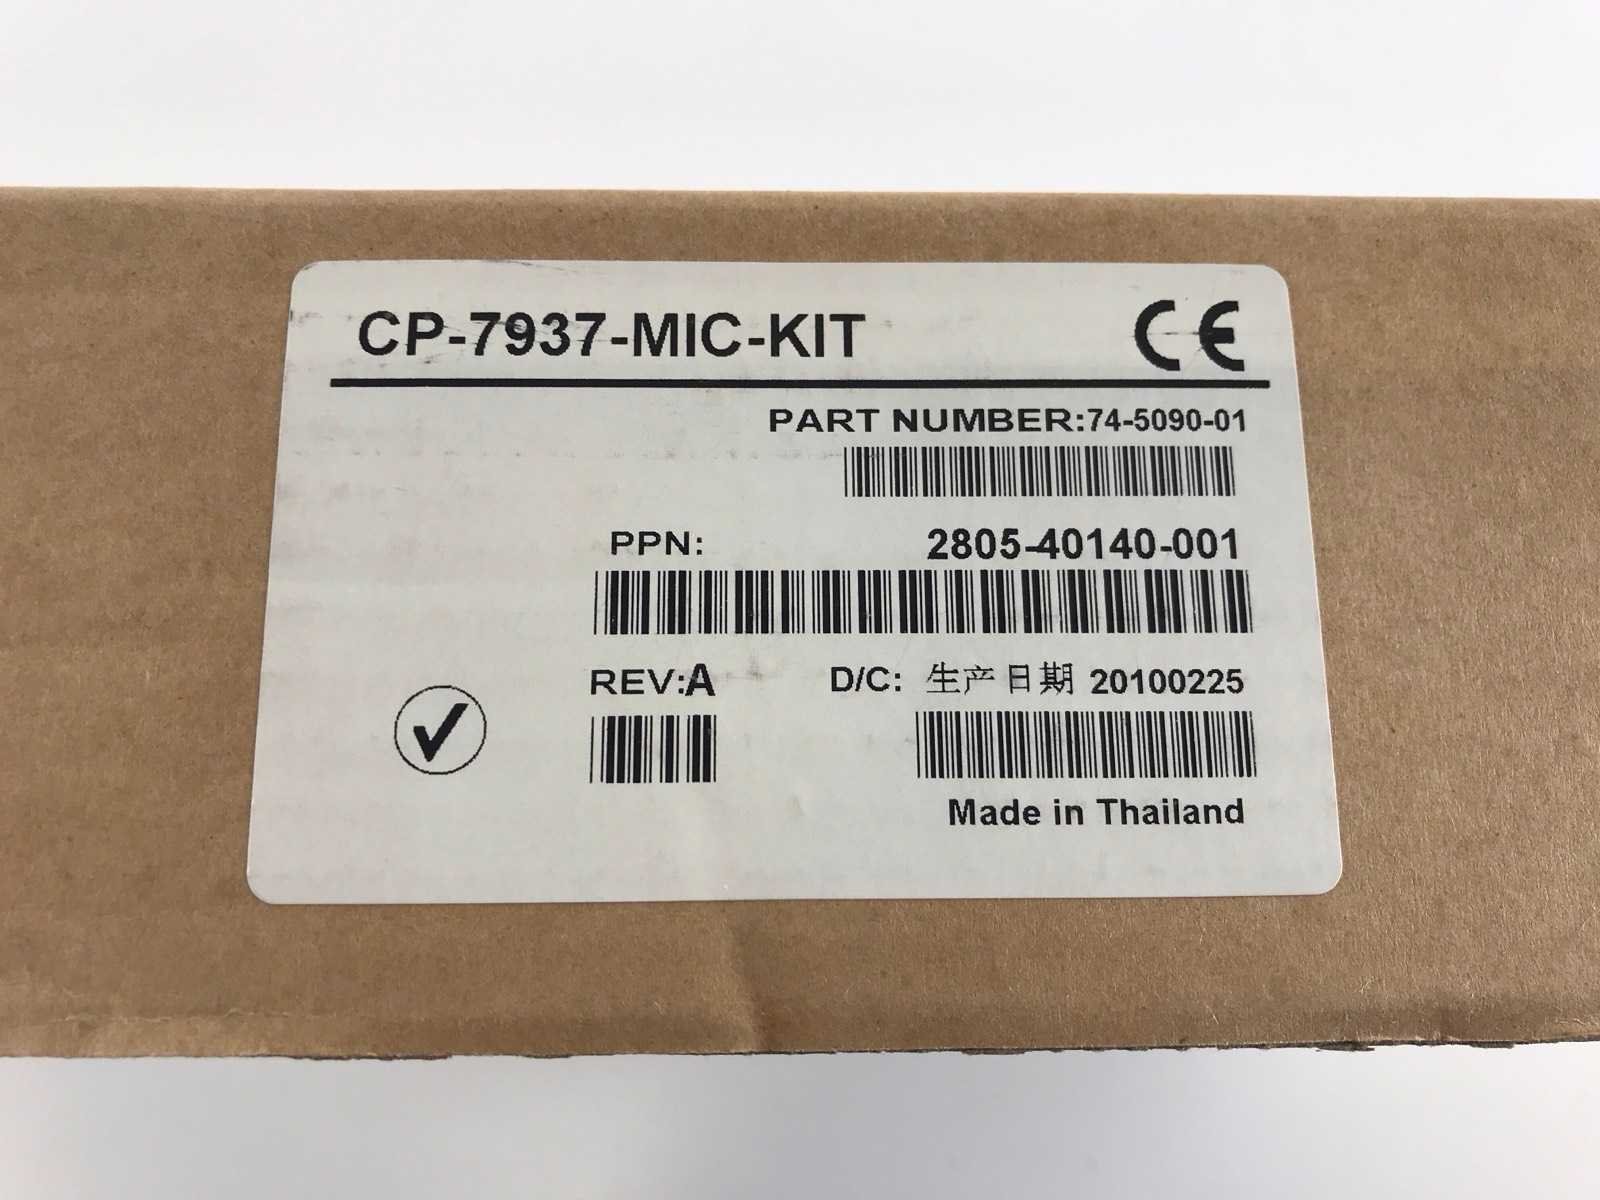 CP-7937-MIC-KIT CE
PART NUMBER:74-5090-01
PPN: 2805-40140-001
REV:A D/C: 生产日期 20100225
Made in Thailand